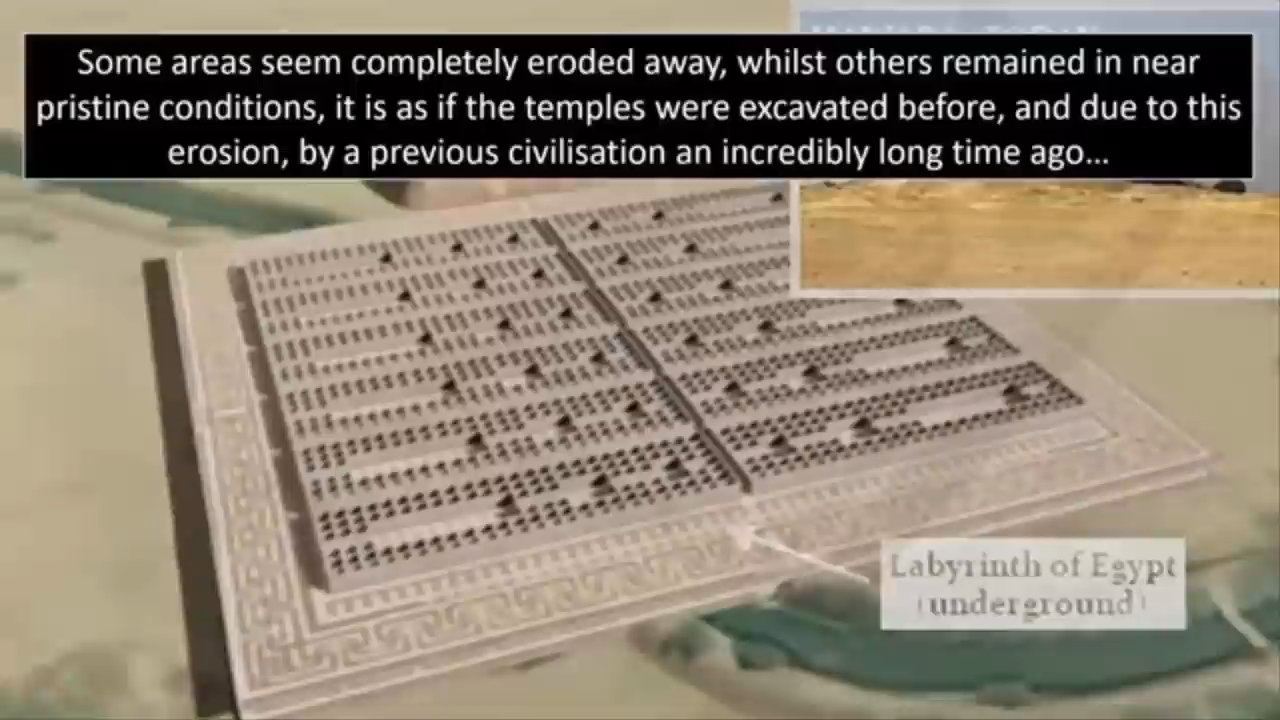 Some areas seem completely eroded away, whilst others remained in near
pristine conditions, it is as if the temples were excavated before, and due to this
erosion, by a previous civilisation an incredibly long time ago...
Labyrinth of Egypt
(underground)